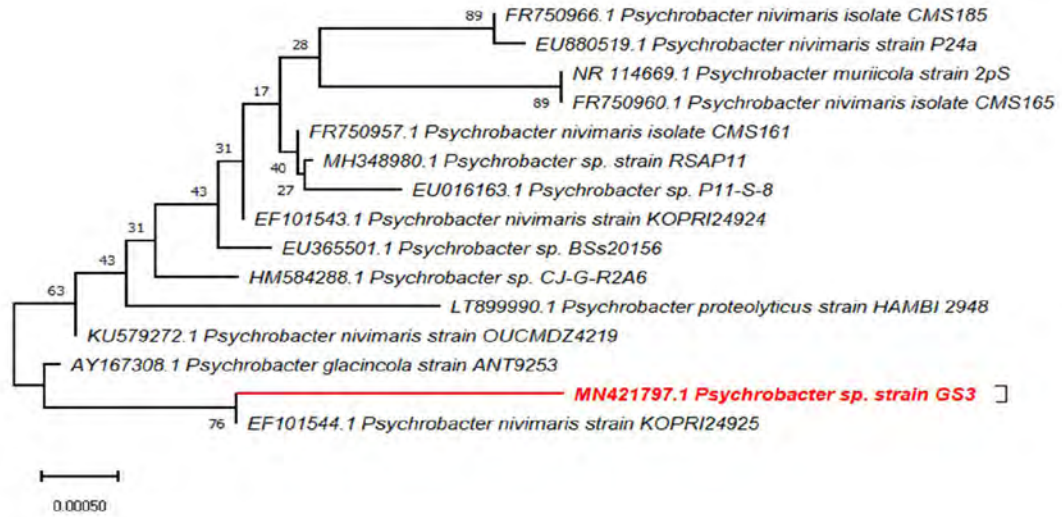 89
FR750966.1 Psychrobacter nivimaris isolate CMS185
EU880519.1 Psychrobacter nivimaris strain P24a
28
NR 114669.1 Psychrobacter muriicola strain 2pS
89
FR750960.1 Psychrobacter nivimaris isolate CMS165
17
FR750957.1 Psychrobacter nivimaris isolate CMS161
40
MH348980.1 Psychrobacter sp. strain RSAP11
27
EU016163.1 Psychrobacter sp. P11-S-8
31
EF101543.1 Psychrobacter nivimaris strain KOPRI24924
43
EU365501.1 Psychrobacter sp. BSs20156
31
HM584288.1 Psychrobacter sp. CJ-G-R2A6
43
LT899990.1 Psychrobacter proteolyticus strain HAMBI 2948
63
KU579272.1 Psychrobacter nivimaris strain OUCMDZ4219
AY167308.1 Psychrobacter glacincola strain ANT9253
MN421797.1 Psychrobacter sp. strain GS3
76
EF101544.1 Psychrobacter nivimaris strain KOPRI24925
0.00050